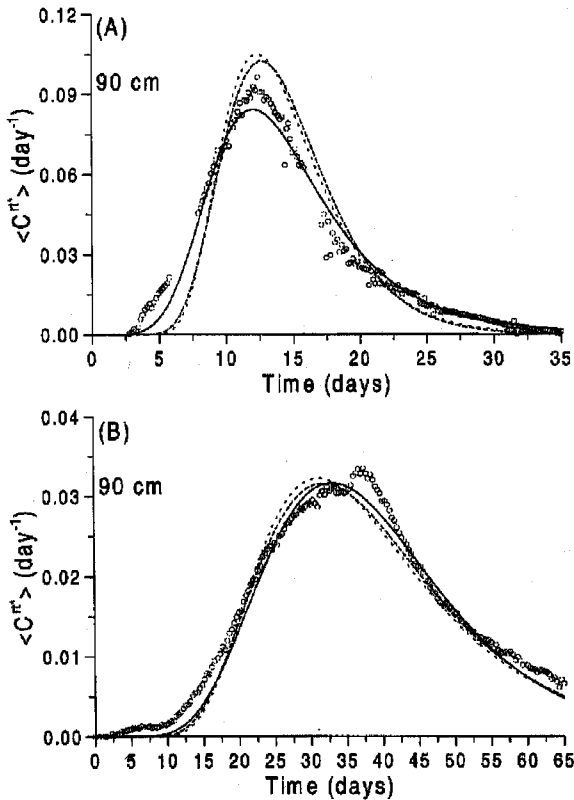 (A)
90 cm
0.12
0.09
0.06
0.03
0.00
<C^rt*> (day⁻¹)
0 5 10 15 20 25 30 35
Time (days)
(B)
90 cm
0.04
0.03
0.02
0.01
0.00
<C^rt*> (day⁻¹)
0 5 10 15 20 25 30 35 40 45 50 55 60 65
Time (days)